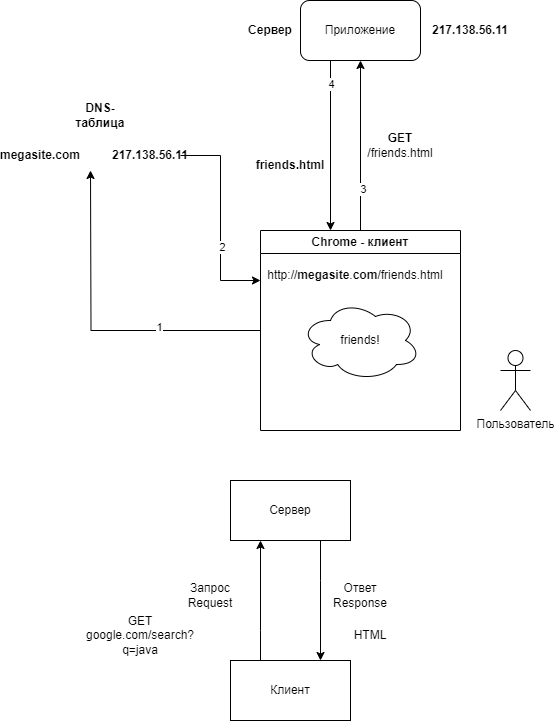 Сервер
Приложение
217.138.56.11
4
DNS-
таблица
GET
/friends.html
megasite.com
217.138.56.11
friends.html
3
Chrome - клиент
2
http://megasite.com/friends.html
1
friends!
Пользователь
Сервер
Запрос
Request
Ответ
Response
GET
google.com/search?
q=java
HTML
Клиент